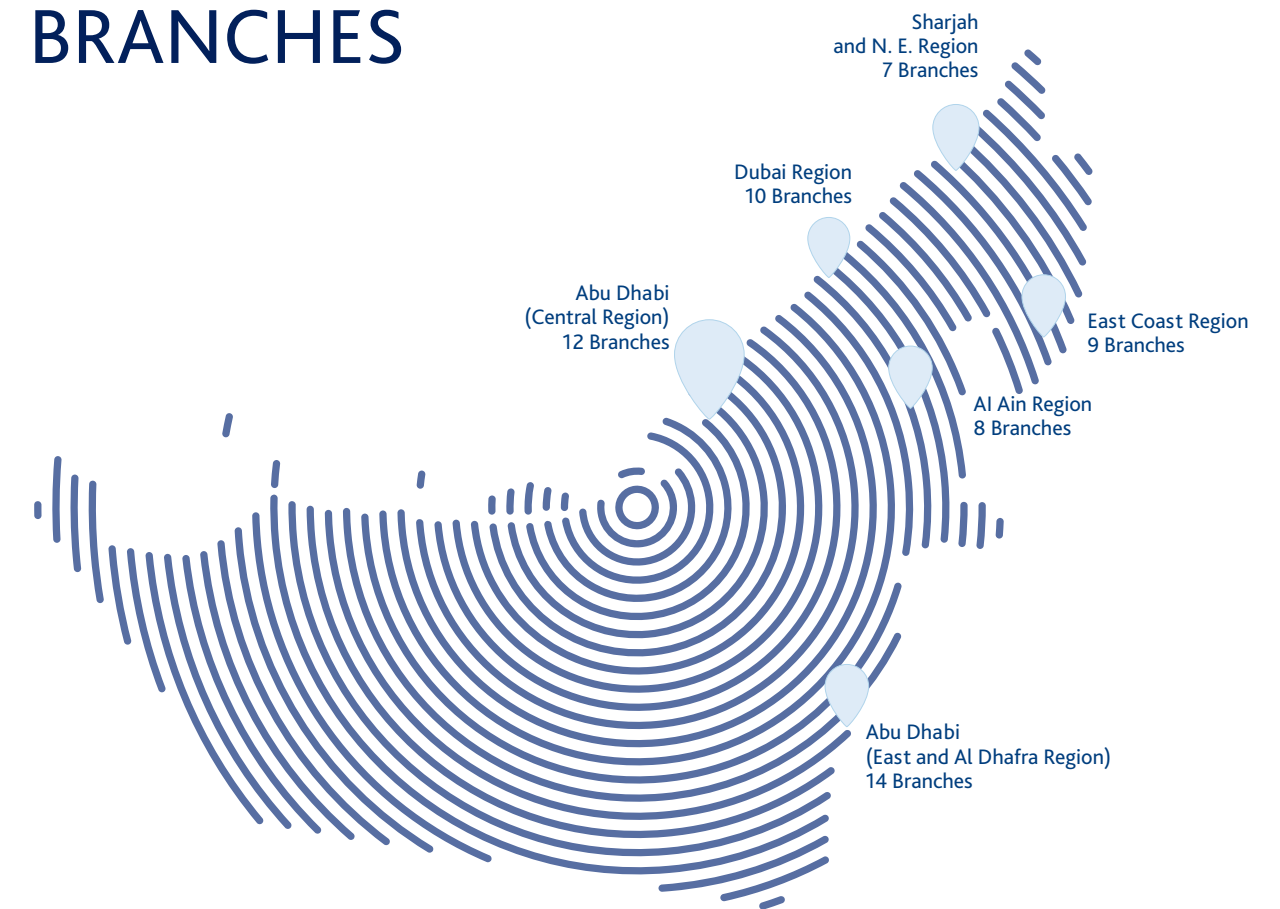 BRANCHES
Sharjah
and N. E. Region
7 Branches
Dubai Region
10 Branches
Abu Dhabi
(Central Region)
12 Branches
East Coast Region
9 Branches
Al Ain Region
8 Branches
Abu Dhabi
(East and Al Dhafra Region)
14 Branches